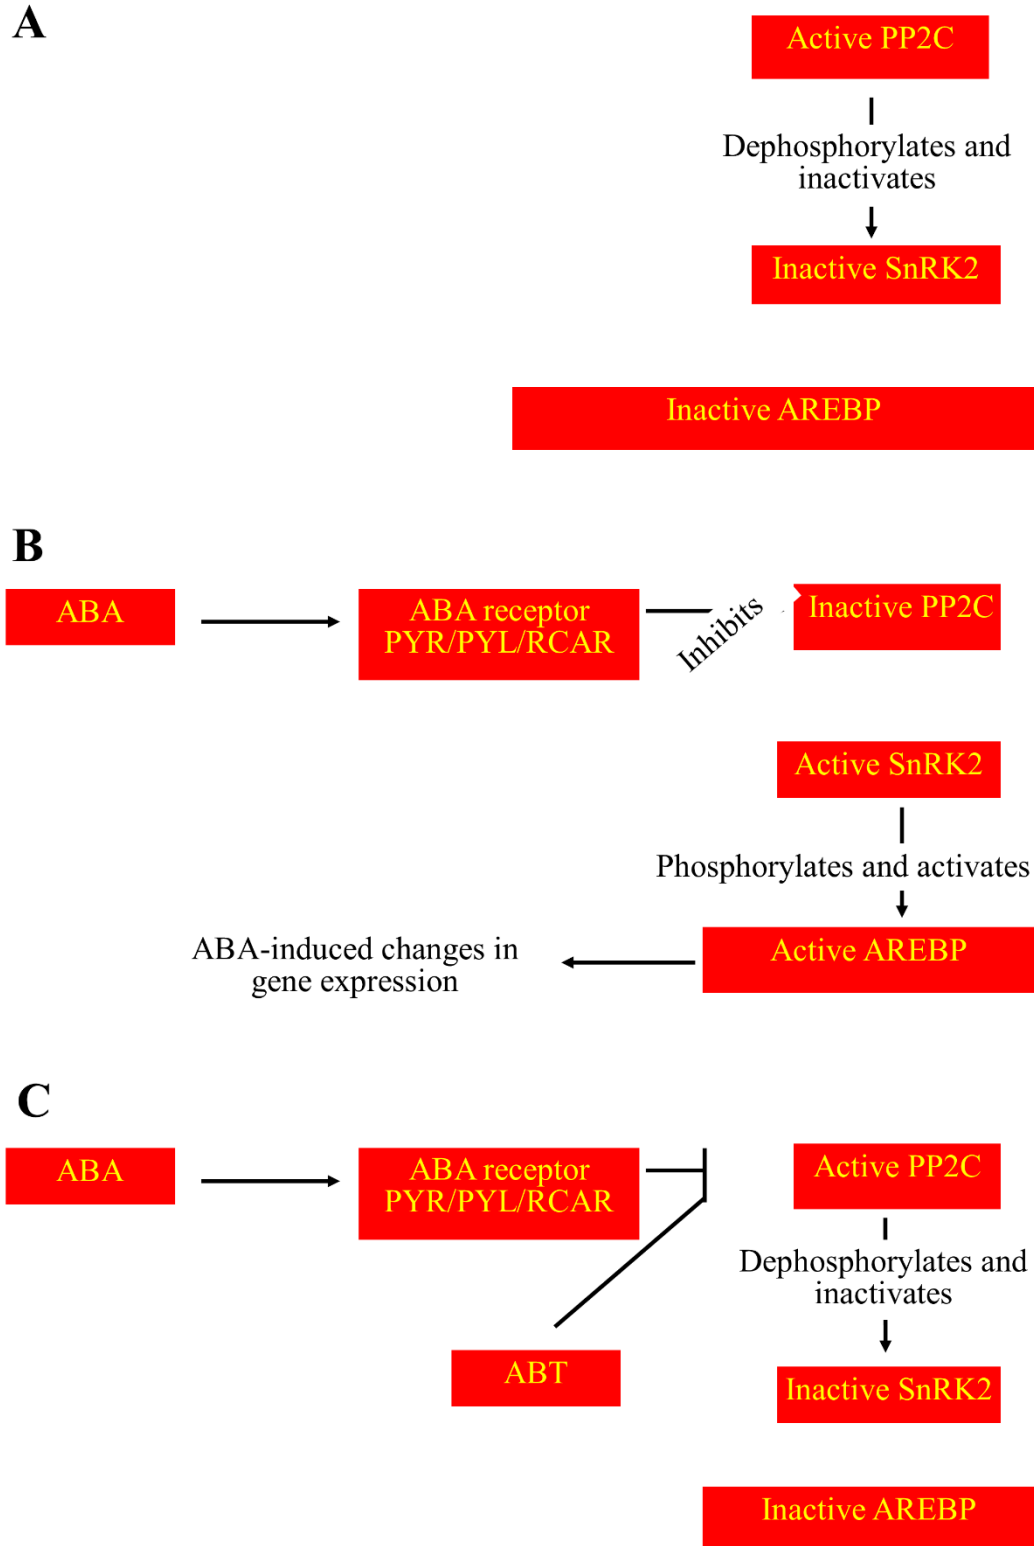 A
Active PP2C
Dephosphorylates and
inactivates
Inactive SnRK2
Inactive AREBP
B
ABA
ABA receptor
PYR/PYL/RCAR
Inhibits
Inactive PP2C
Active SnRK2
Phosphorylates and activates
Active AREBP
ABA-induced changes in
gene expression
C
ABA
ABA receptor
PYR/PYL/RCAR
Active PP2C
Dephosphorylates and
inactivates
ABT
Inactive SnRK2
Inactive AREBP